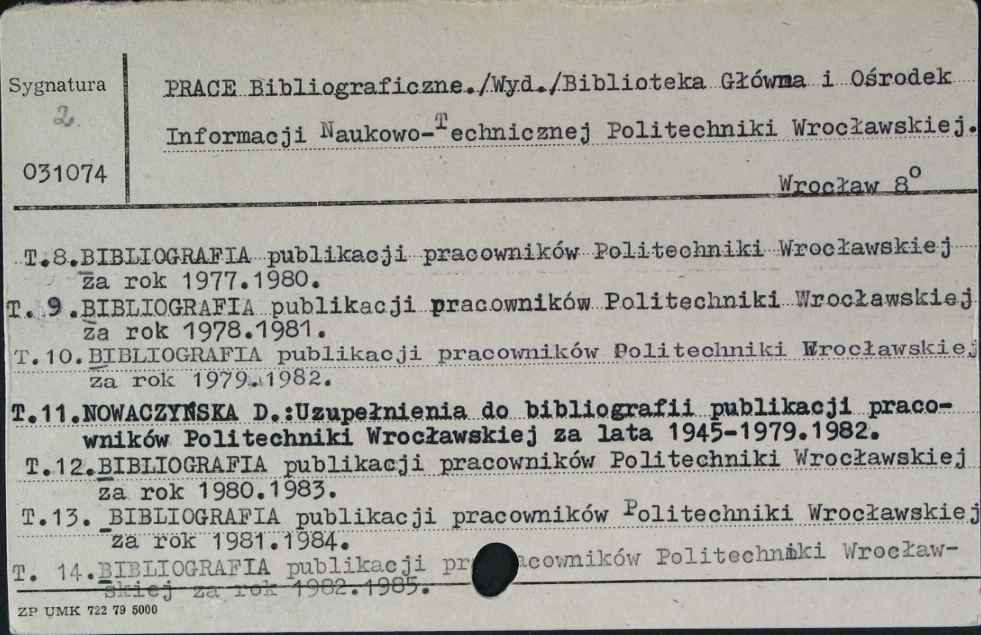 Sygnatura
2
031074
PRACE Bibliograficzne./Wyd./Biblioteka Główna i Ośrodek
Informacji Naukowo-Technicznej Politechniki Wrocławskiej.
Wrocław 8°
T.8.BIBLIOGRAFIA publikacji pracowników Politechniki Wrocławskiej
za rok 1977.1980.
T. 9.BIBLIOGRAFIA publikacji pracowników Politechniki Wrocławskiej
za rok 1978.1981.
T.10.BIBLIOGRAFIA publikacji pracowników Politechniki Wrocławskiej
za rok 1979.1982.
T.11.NOWACZYŃSKA D.:Uzupełnienia do bibliografii publikacji praco-
wników Politechniki Wrocławskiej za lata 1945-1979.1982.
T.12.BIBLIOGRAFIA publikacji pracowników Politechniki Wrocławskiej
za rok 1980.1983.
T.13. BIBLIOGRAFIA publikacji pracowników Politechniki Wrocławskiej
za rok 1981.1984.
T. 14.BIBLIOGRAFIA publikacji pr acowników Politechniki Wrocław-
skiej za rok 1982.1985.
ZP UMK 722 79 5000